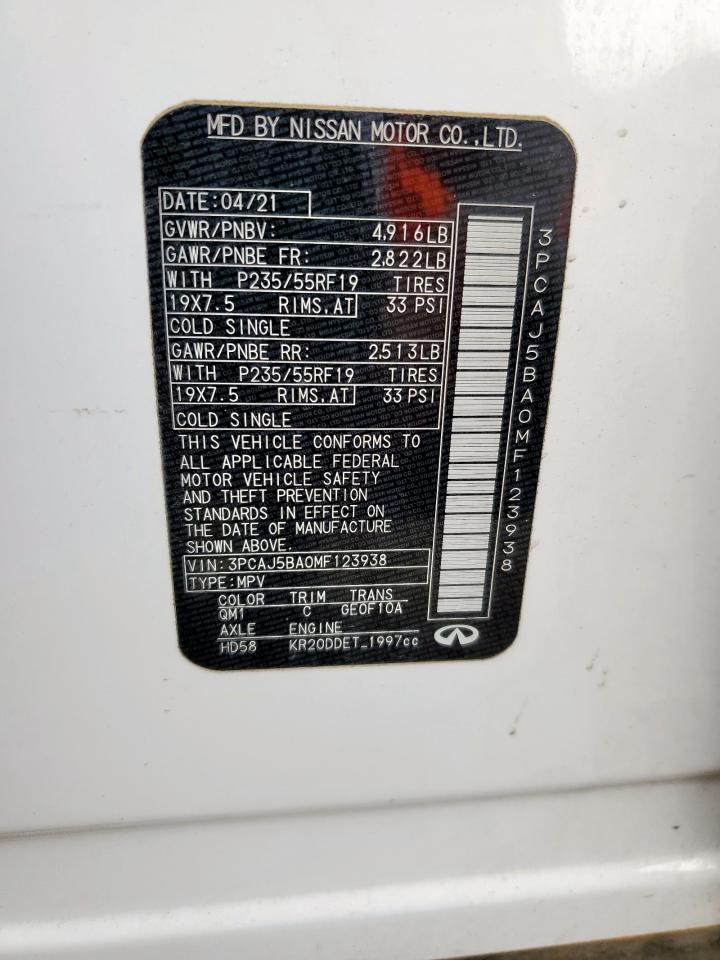 MFD BY NISSAN MOTOR CO.,LTD.
DATE:04/21
GVWR/PNBV: 4,916LB
GAWR/PNBE FR: 2,822LB
WITH P235/55RF19 TIRES
19X7.5 RIMS,AT 33 PSI
COLD SINGLE
GAWR/PNBE RR: 2,513LB
WITH P235/55RF19 TIRES
19X7.5 RIMS,AT 33 PSI
COLD SINGLE
THIS VEHICLE CONFORMS TO
ALL APPLICABLE FEDERAL
MOTOR VEHICLE SAFETY
AND THEFT PREVENTION
STANDARDS IN EFFECT ON
THE DATE OF MANUFACTURE
SHOWN ABOVE.
VIN:3PCAJ5BA0MF123938
TYPE:MPV
COLOR TRIM TRANS
QM1 C GE0F10A
AXLE ENGINE
HD58 KR20DDET_1997cc
3PCAJ5BA0MF123938